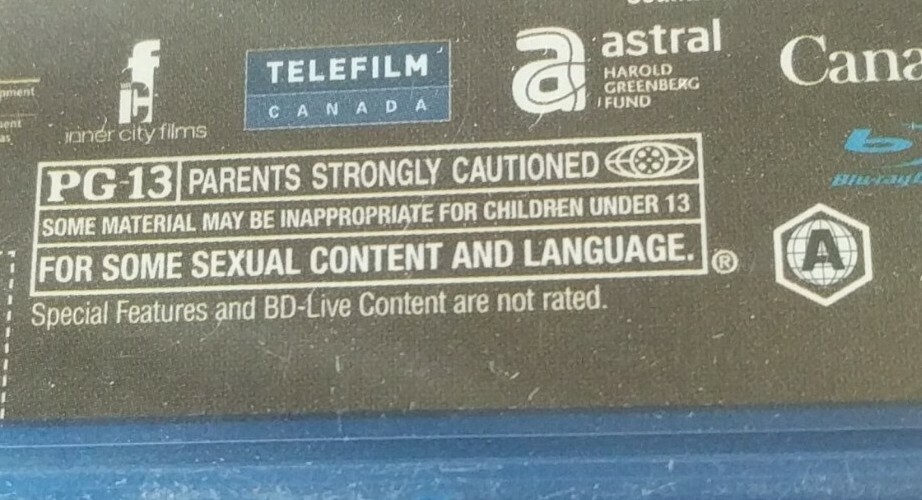 astral
HAROLD
GREENBERG
FUND
TELEFILM
CANADA
inner city films
PG-13 PARENTS STRONGLY CAUTIONED
SOME MATERIAL MAY BE INAPPROPRIATE FOR CHILDREN UNDER 13
FOR SOME SEXUAL CONTENT AND LANGUAGE. ®
Special Features and BD-Live Content are not rated.
A